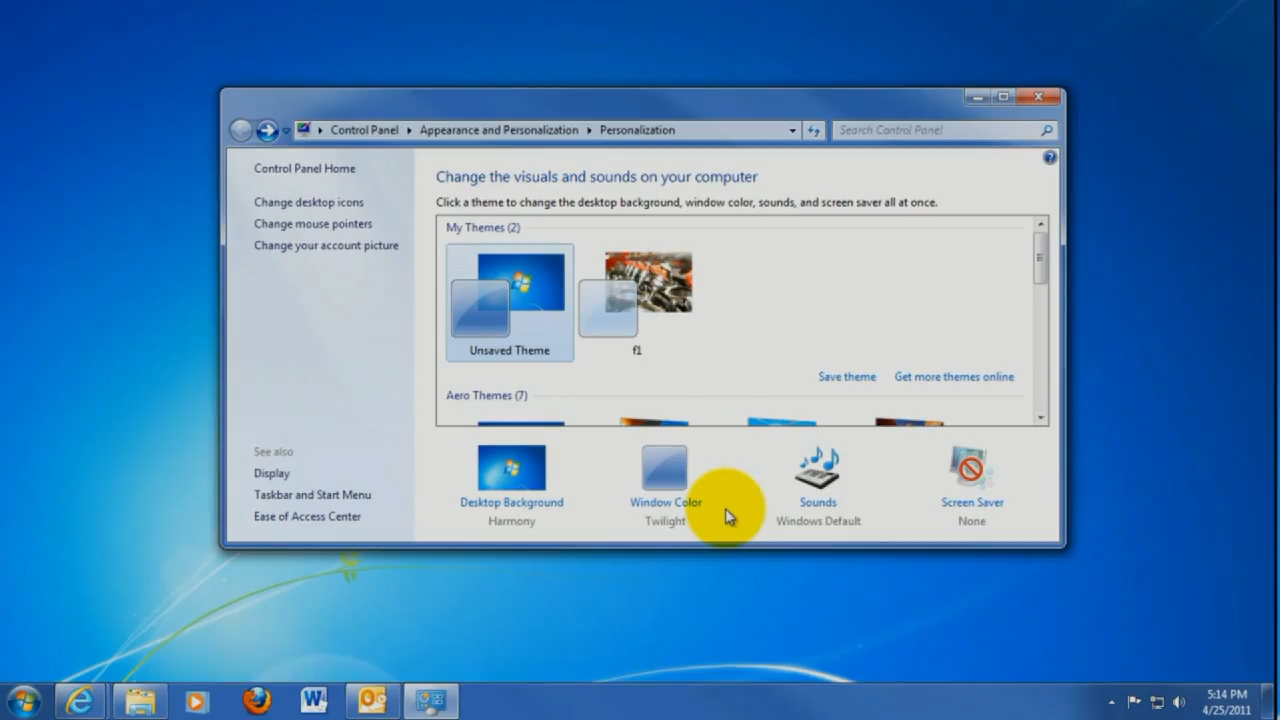 Control Panel Appearance and Personalization Personalization
Search Control Panel
Control Panel Home
Change desktop icons
Change mouse pointers
Change your account picture
See also
Display
Taskbar and Start Menu
Ease of Access Center
Change the visuals and sounds on your computer
Click a theme to change the desktop background, window color, sounds, and screen saver all at once.
My Themes (2)
Unsaved Theme
f1
Save theme
Get more themes online
Aero Themes (7)
Desktop Background
Harmony
Window Color
Twilight
Sounds
Windows Default
Screen Saver
None
5:14 PM
4/25/2011